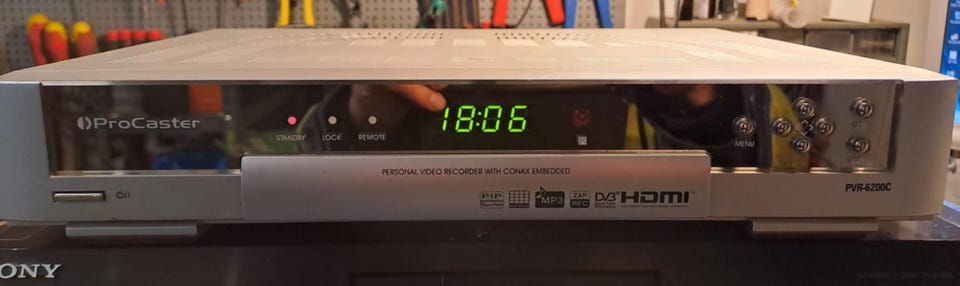 ProCaster
18:06
STANDBY LOCK REMOTE
MENU
PERSONAL VIDEO RECORDER WITH CONAX EMBEDDED
PIP MP3 ZAP REC DVB HDMI
PVR-6200C
ONY